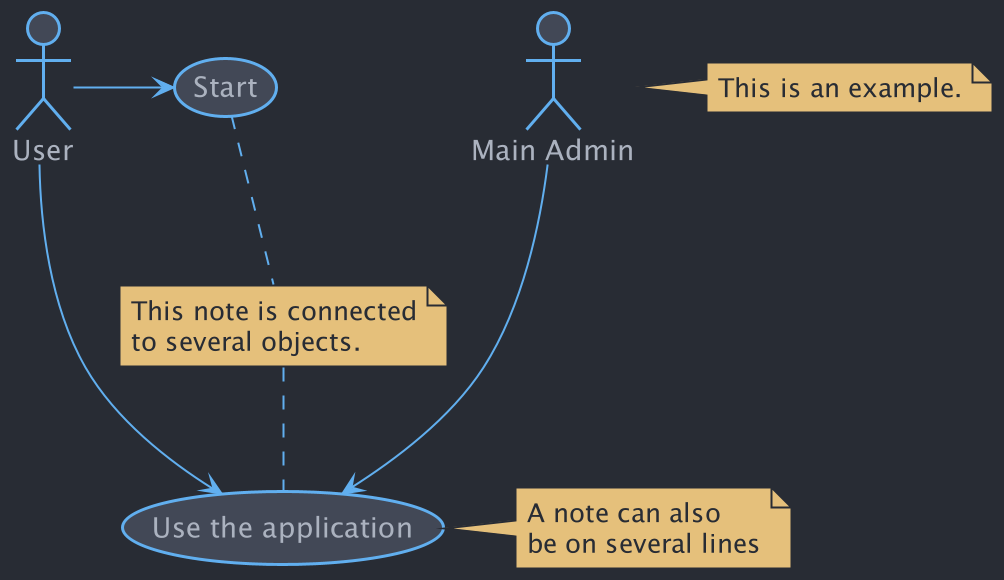 Start
This is an example.
User
Main Admin
This note is connected
to several objects.
Use the application
A note can also
be on several lines